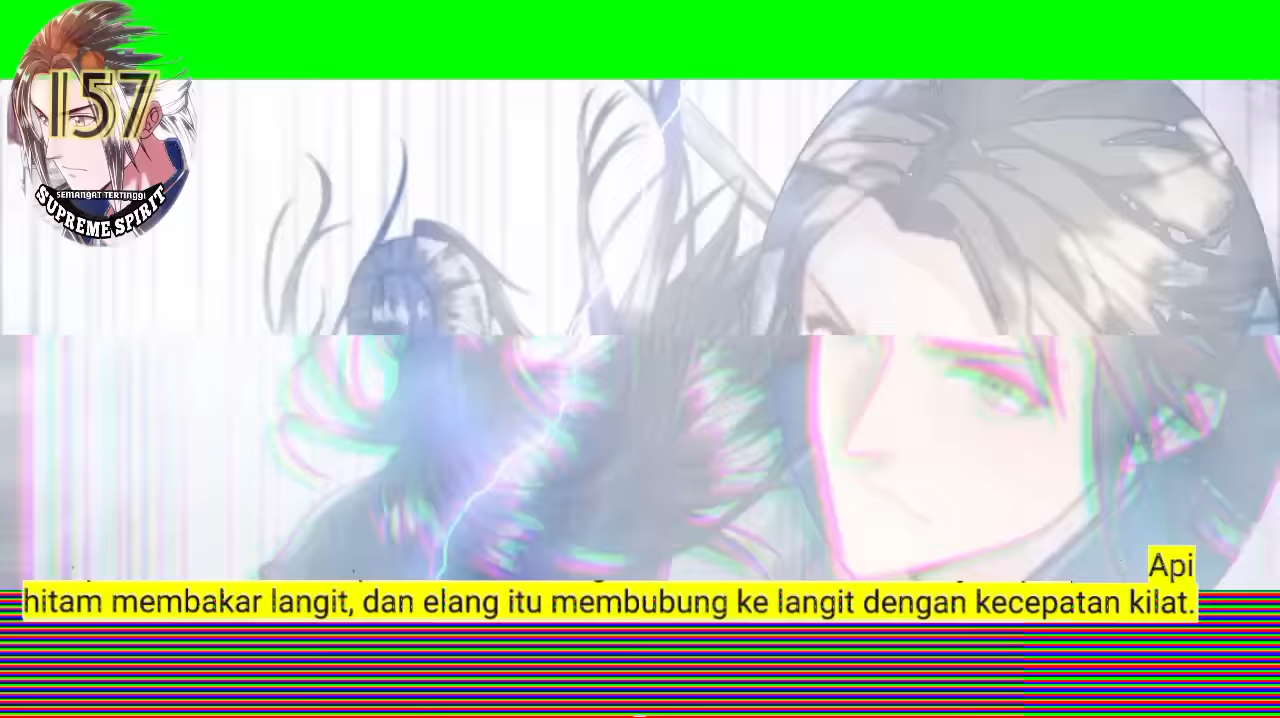 157
SEMANGAT TERTINGGI
SUPREME SPIRIT
Api
hitam membakar langit, dan elang itu membubung ke langit dengan kecepatan kilat.